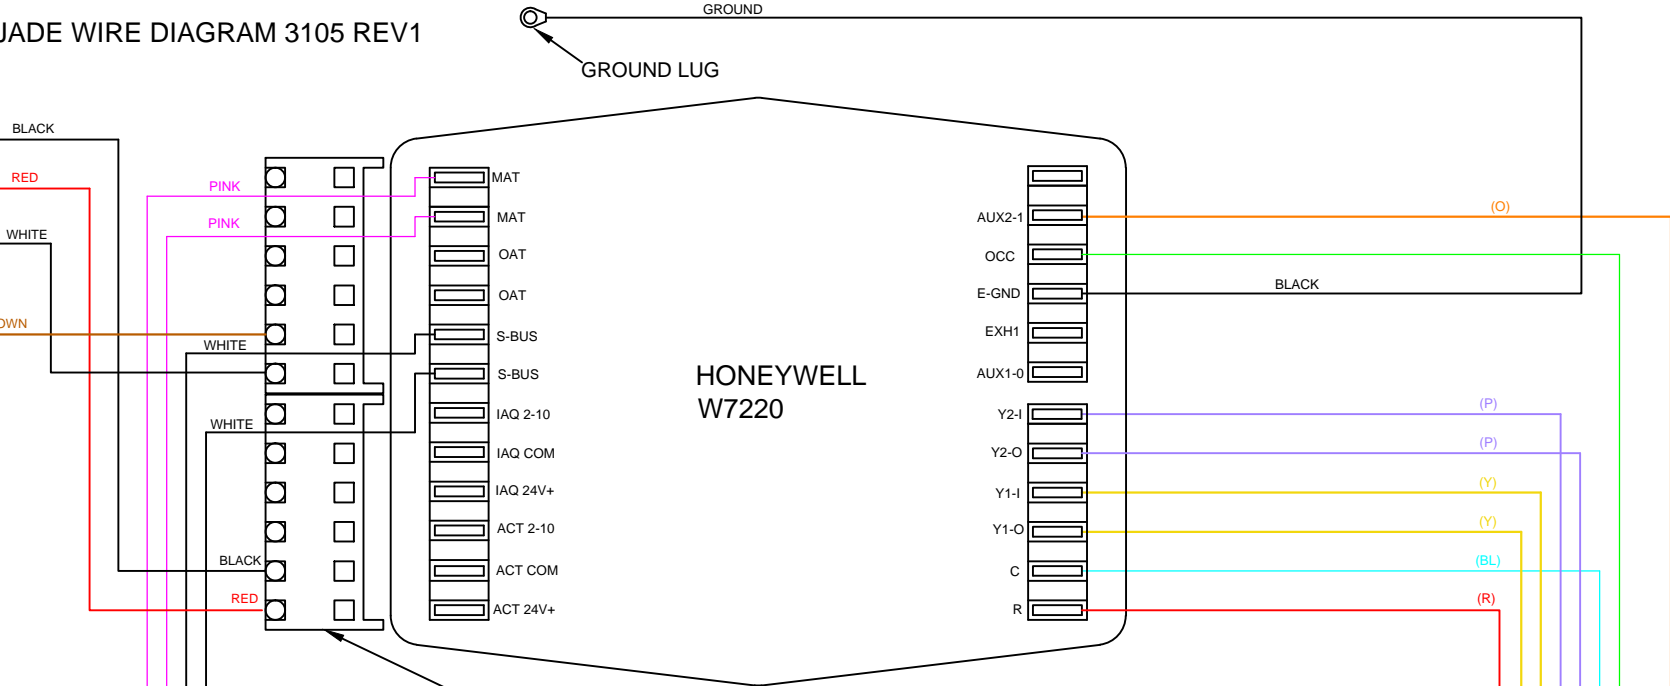 GROUND
JADE WIRE DIAGRAM 3105 REV1
GROUND LUG
BLACK
RED
PINK
WHITE
PINK
OWN
WHITE
WHITE
BLACK
RED
MAT
MAT
OAT
OAT
S-BUS
S-BUS
IAQ 2-10
IAQ COM
IAQ 24V+
ACT 2-10
ACT COM
ACT 24V+
HONEYWELL
W7220
AUX2-1
OCC
E-GND
EXH1
AUX1-0
Y2-I
Y2-O
Y1-I
Y1-O
C
R
(O)
BLACK
(P)
(P)
(Y)
(Y)
(BL)
(R)